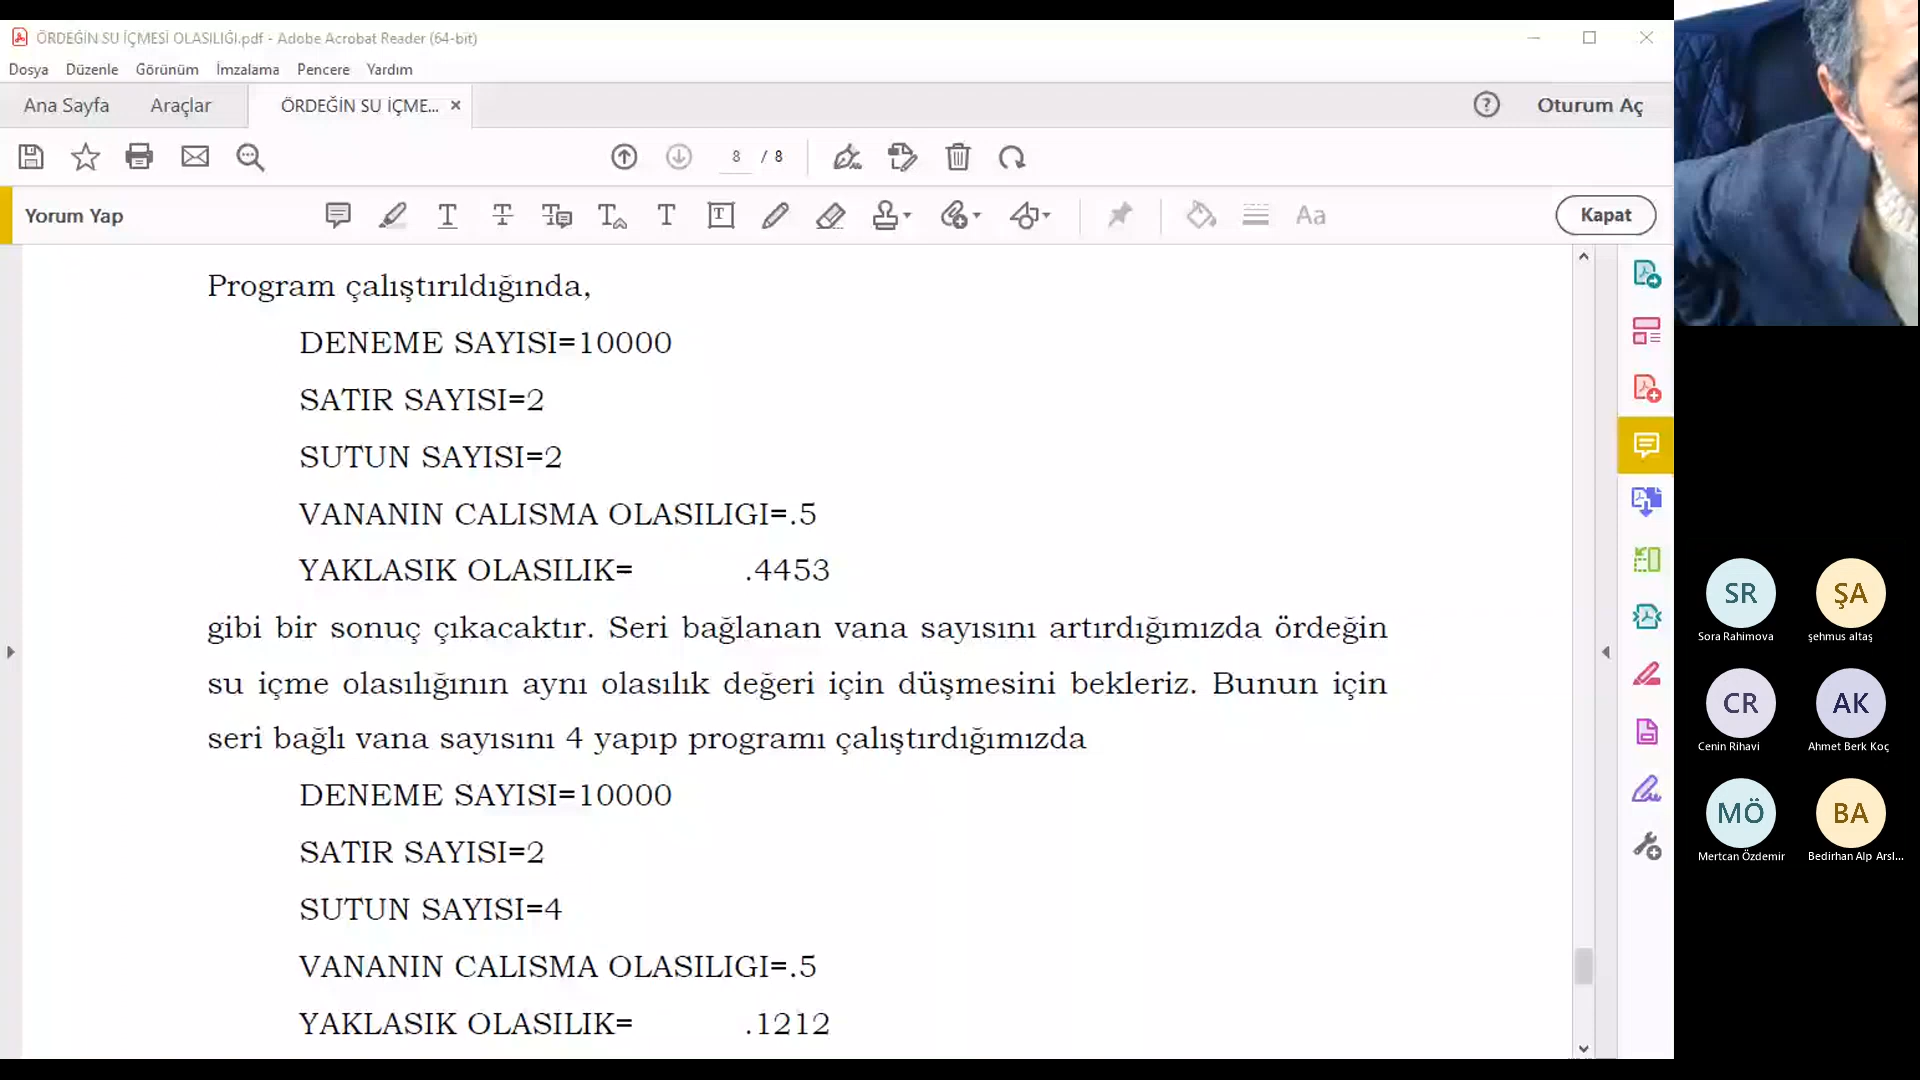 ÖRDEĞİN SU İÇMESİ OLASILIĞI.pdf - Adobe Acrobat Reader (64-bit)
Dosya Düzenle Görünüm İmzalama Pencere Yardım
Ana Sayfa Araçlar ÖRDEĞİN SU İÇME... Oturum Aç
8 / 8
Yorum Yap Kapat
Program çalıştırıldığında,
DENEME SAYISI=10000
SATIR SAYISI=2
SUTUN SAYISI=2
VANANIN CALISMA OLASILIGI=.5
YAKLASIK OLASILIK= .4453
gibi bir sonuç çıkacaktır. Seri bağlanan vana sayısını artırdığımızda ördeğin
su içme olasılığının aynı olasılık değeri için düşmesini bekleriz. Bunun için
seri bağlı vana sayısını 4 yapıp programı çalıştırdığımızda
DENEME SAYISI=10000
SATIR SAYISI=2
SUTUN SAYISI=4
VANANIN CALISMA OLASILIGI=.5
YAKLASIK OLASILIK= .1212
SR ŞA
Sora Rahimova şehmus altaş
CR AK
Cenin Rihavi Ahmet Berk Koç
MÖ BA
Mertcan Özdemir Bedirhan Alp Arsl...